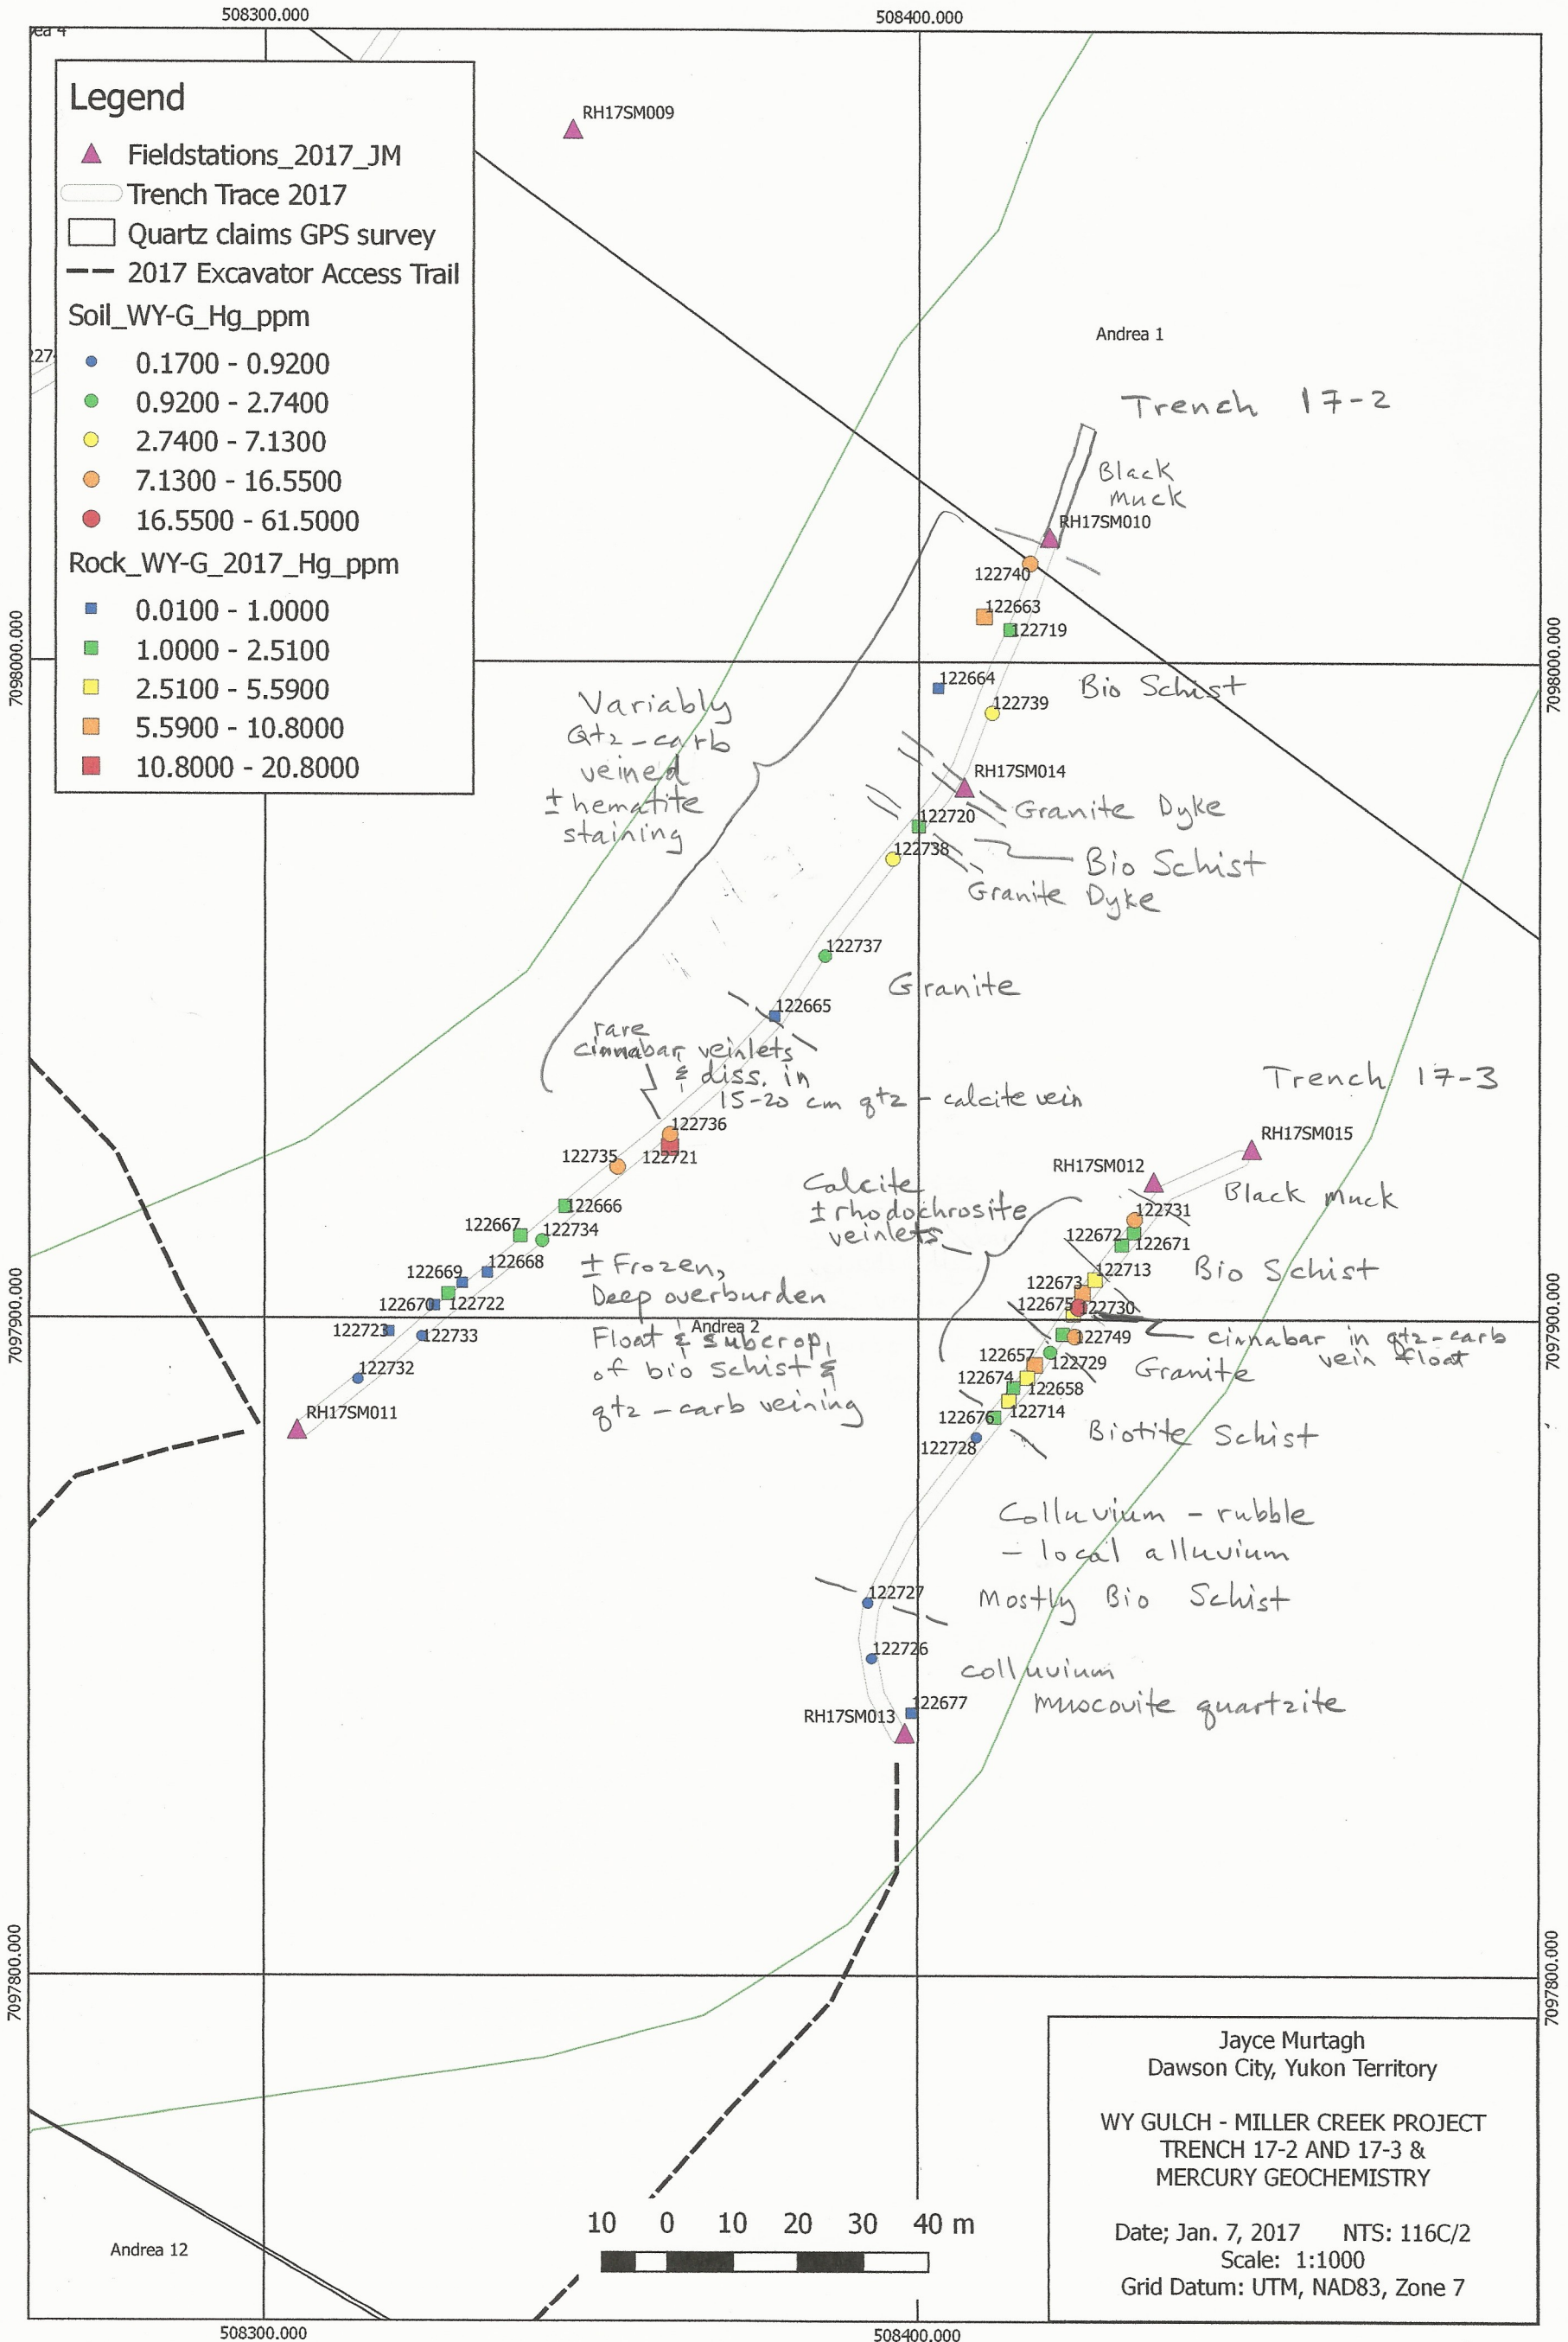 508300.000
508400.000
ea 4
Legend
Fieldstations_2017_JM
Trench Trace 2017
Quartz claims GPS survey
2017 Excavator Access Trail
Soil_WY-G_Hg_ppm
0.1700 - 0.9200
0.9200 - 2.7400
2.7400 - 7.1300
7.1300 - 16.5500
16.5500 - 61.5000
Rock_WY-G_2017_Hg_ppm
0.0100 - 1.0000
1.0000 - 2.5100
2.5100 - 5.5900
5.5900 - 10.8000
10.8000 - 20.8000
RH17SM009
Andrea 1
Trench 17-2
Black
muck
RH17SM010
122740
122663
122719
7098000.000
7098000.000
122664
Bio Schist
122739
Variably
Qtz-carb
veined
± hematite
staining
RH17SM014
Granite Dyke
122720
122738
Bio Schist
Granite Dyke
122737
Granite
122665
rare
cinnabar veinlets
& diss. in
15-20 cm qtz-calcite vein
Trench 17-3
122736
122721
122735
RH17SM015
RH17SM012
Black muck
Calcite
± rhodochrosite
veinlets
122666
122667
122734
122668
122669
122670
122722
122723
122733
122732
RH17SM011
± Frozen,
Deep overburden
Andrea 2
Float & subcrop,
of bio schist &
qtz-carb veining
122731
122672
122671
Bio Schist
122713
122673
122675
122730
cinnabar in qtz-carb
vein float
122749
122657
122729
Granite
122674
122658
122714
122676
Biotite Schist
122728
7097900.000
7097900.000
Colluvium - rubble
- local alluvium
Mostly Bio Schist
122727
122726
colluvium
muscovite quartzite
122677
RH17SM013
7097800.000
7097800.000
Andrea 12
10 0 10 20 30 40 m
Jayce Murtagh
Dawson City, Yukon Territory
WY GULCH - MILLER CREEK PROJECT
TRENCH 17-2 AND 17-3 &
MERCURY GEOCHEMISTRY
Date; Jan. 7, 2017 NTS: 116C/2
Scale: 1:1000
Grid Datum: UTM, NAD83, Zone 7
508300.000
508400.000